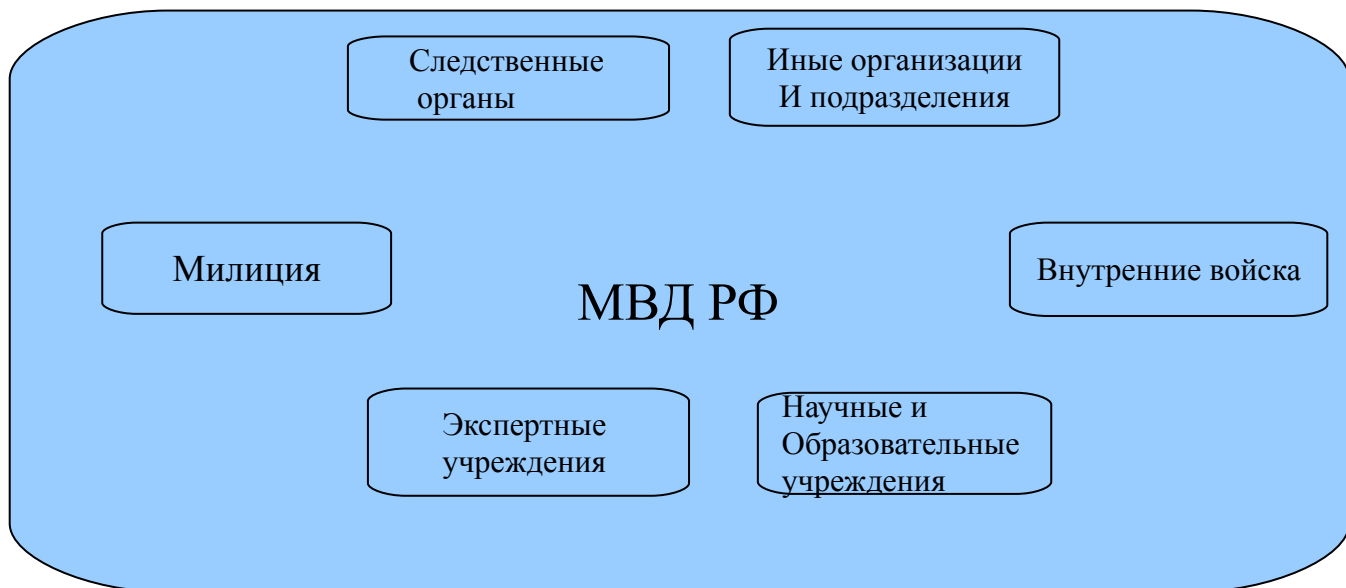 Следственные
органы
Иные организации
И подразделения
Милиция
МВД РФ
Внутренние войска
Экспертные
учреждения
Научные и
Образовательные
учреждения